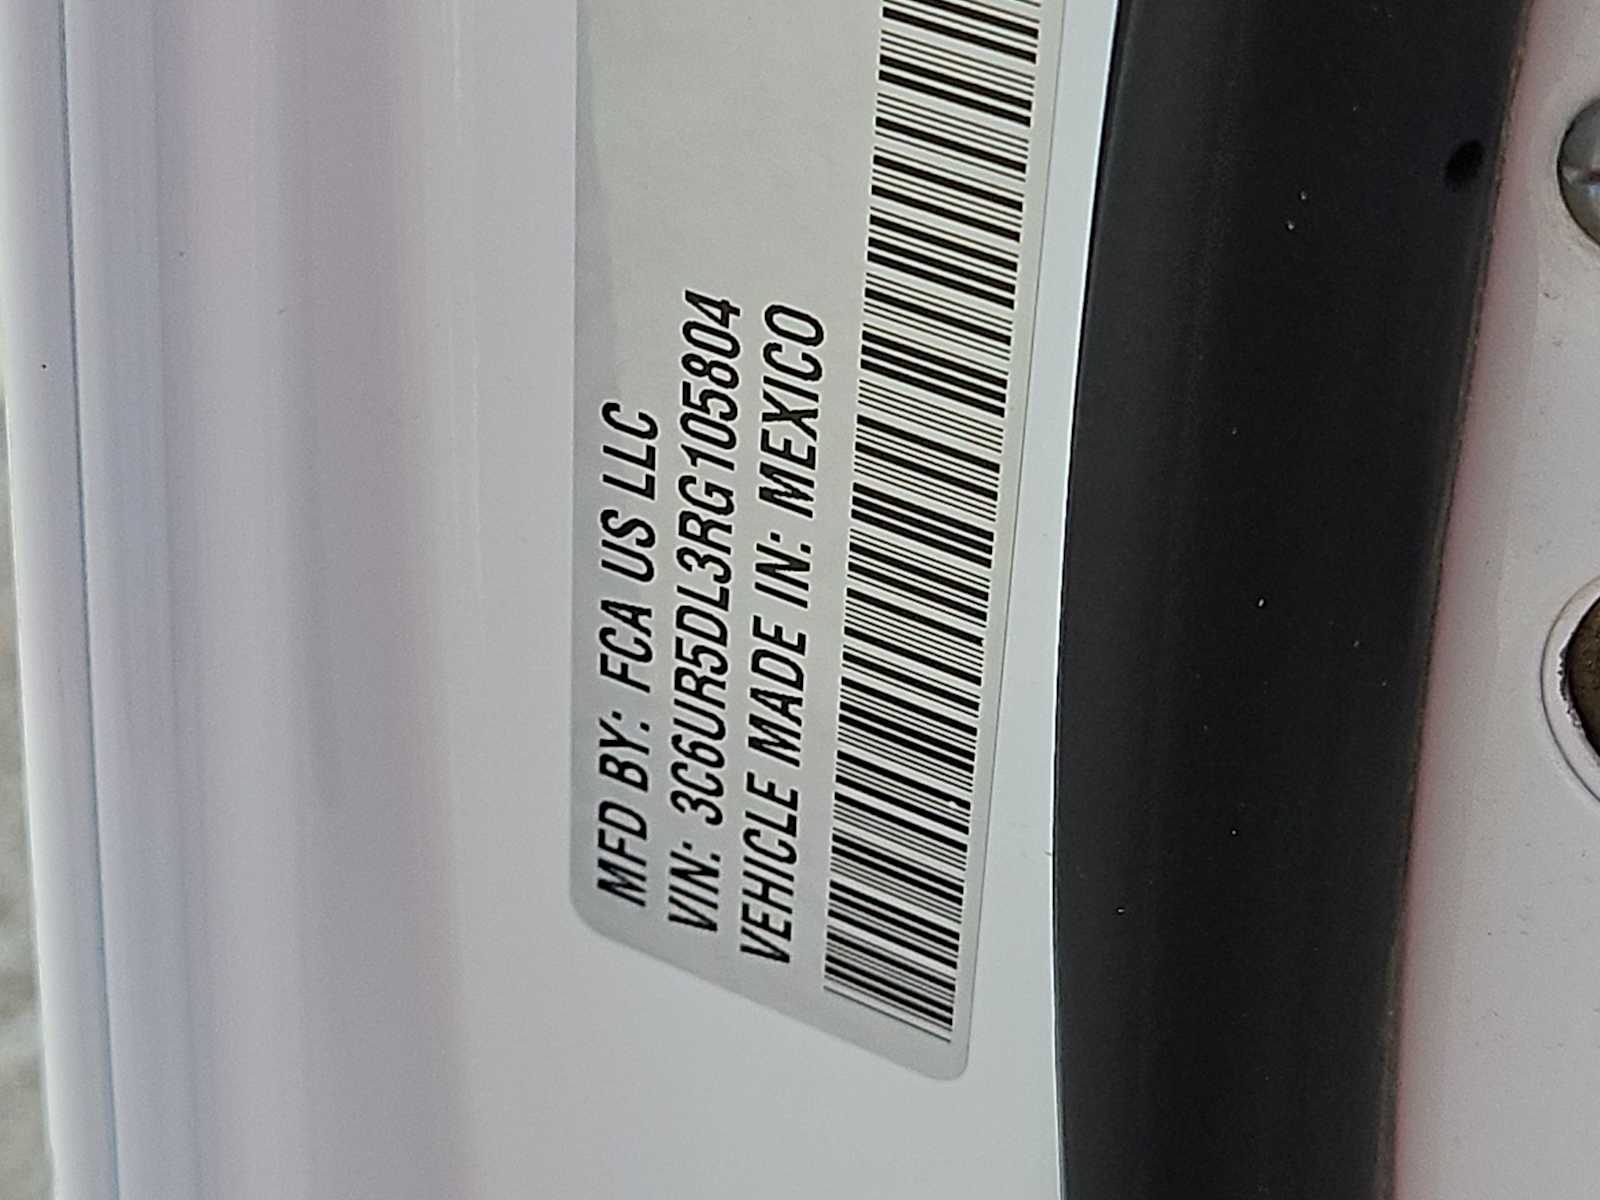 MFD BY: FCA US LLC
VIN: 3C6UR5DL3RG105804
VEHICLE MADE IN: MEXICO